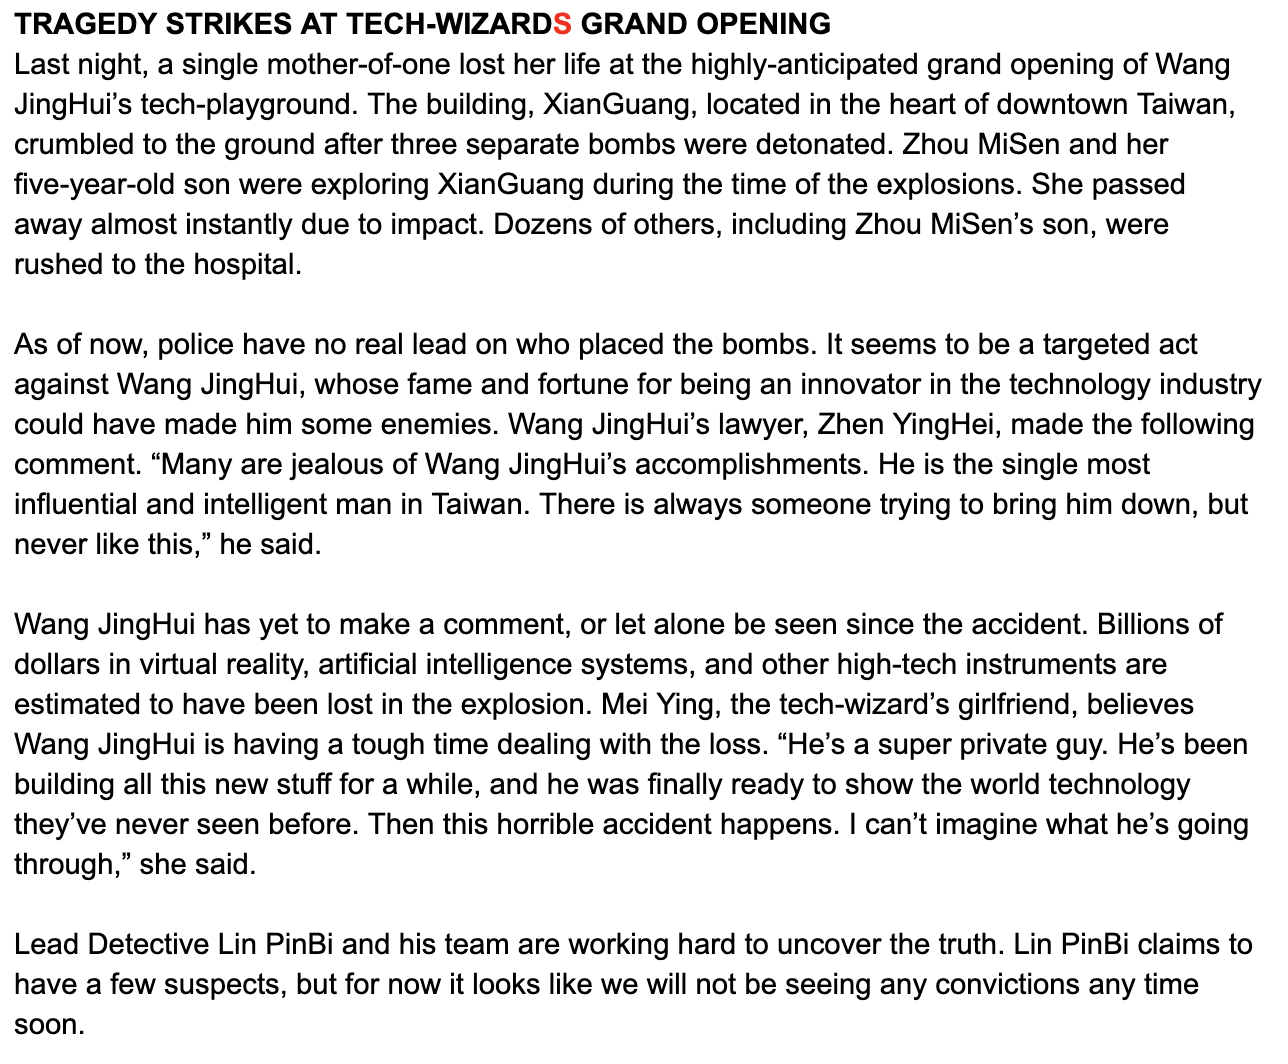 TRAGEDY STRIKES AT TECH-WIZARDS GRAND OPENING
Last night, a single mother-of-one lost her life at the highly-anticipated grand opening of Wang
JingHui’s tech-playground. The building, XianGuang, located in the heart of downtown Taiwan,
crumbled to the ground after three separate bombs were detonated. Zhou MiSen and her
five-year-old son were exploring XianGuang during the time of the explosions. She passed
away almost instantly due to impact. Dozens of others, including Zhou MiSen’s son, were
rushed to the hospital.
As of now, police have no real lead on who placed the bombs. It seems to be a targeted act
against Wang JingHui, whose fame and fortune for being an innovator in the technology industry
could have made him some enemies. Wang JingHui’s lawyer, Zhen YingHei, made the following
comment. “Many are jealous of Wang JingHui’s accomplishments. He is the single most
influential and intelligent man in Taiwan. There is always someone trying to bring him down, but
never like this,” he said.
Wang JingHui has yet to make a comment, or let alone be seen since the accident. Billions of
dollars in virtual reality, artificial intelligence systems, and other high-tech instruments are
estimated to have been lost in the explosion. Mei Ying, the tech-wizard’s girlfriend, believes
Wang JingHui is having a tough time dealing with the loss. “He’s a super private guy. He’s been
building all this new stuff for a while, and he was finally ready to show the world technology
they’ve never seen before. Then this horrible accident happens. I can’t imagine what he’s going
through,” she said.
Lead Detective Lin PinBi and his team are working hard to uncover the truth. Lin PinBi claims to
have a few suspects, but for now it looks like we will not be seeing any convictions any time
soon.